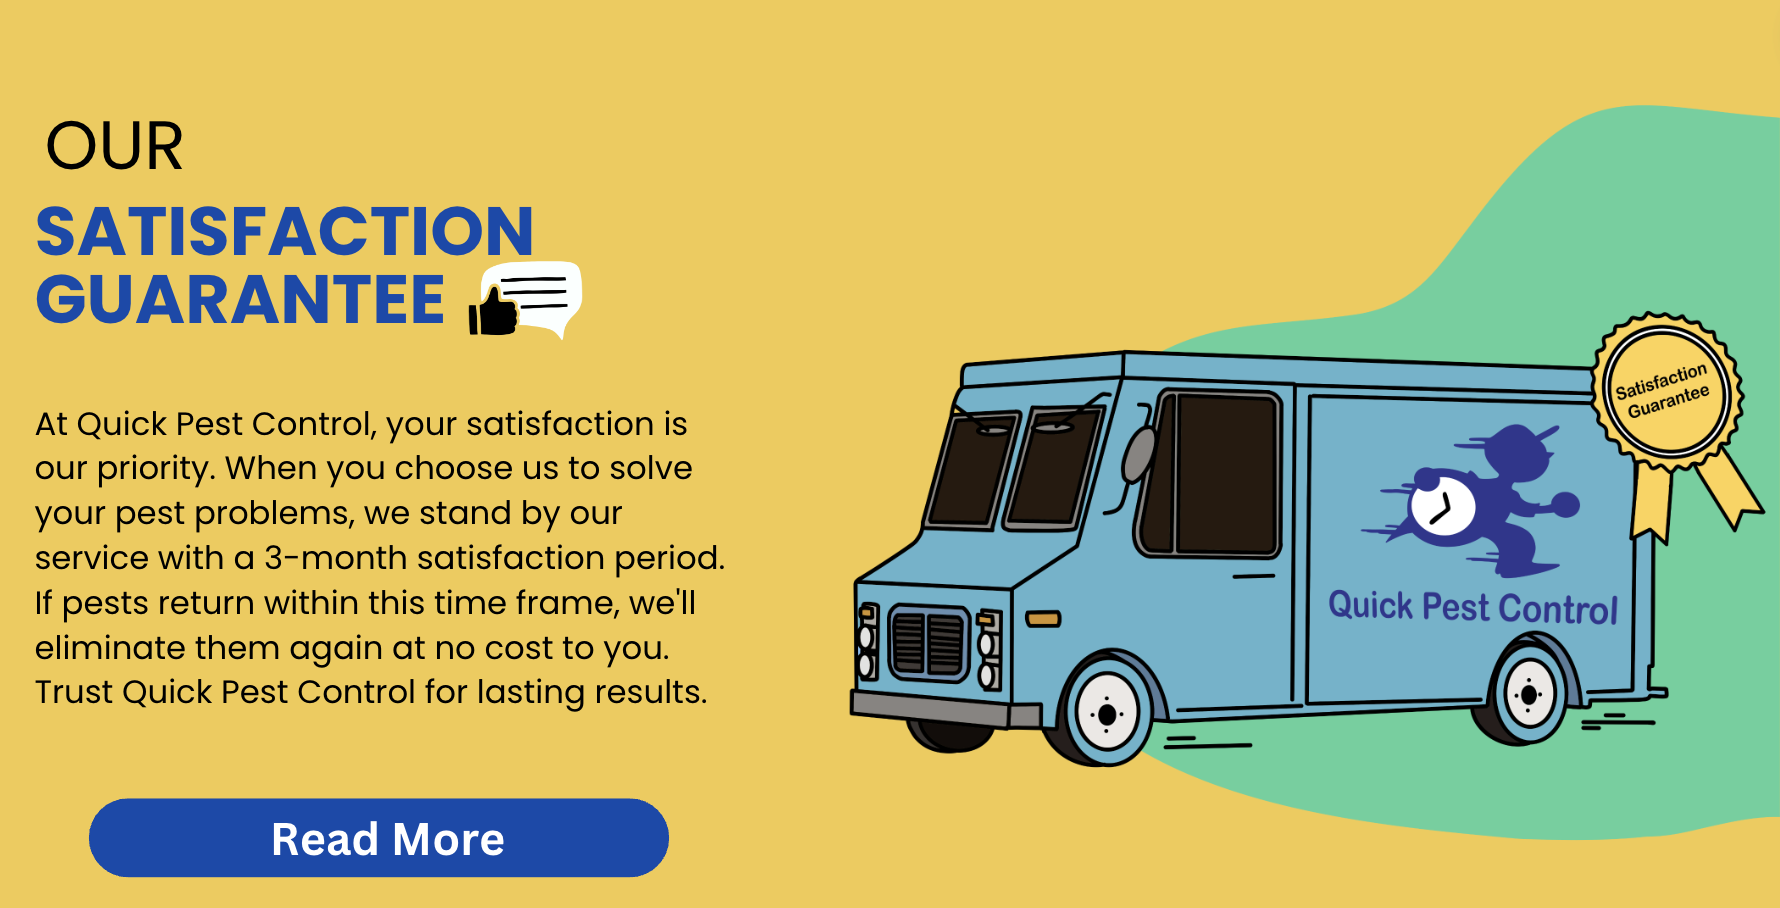 OUR
SATISFACTION
GUARANTEE
At Quick Pest Control, your satisfaction is
our priority. When you choose us to solve
your pest problems, we stand by our
service with a 3-month satisfaction period.
If pests return within this time frame, we'll
eliminate them again at no cost to you.
Trust Quick Pest Control for lasting results.
Read More
Satisfaction
Guarantee
Quick Pest Control